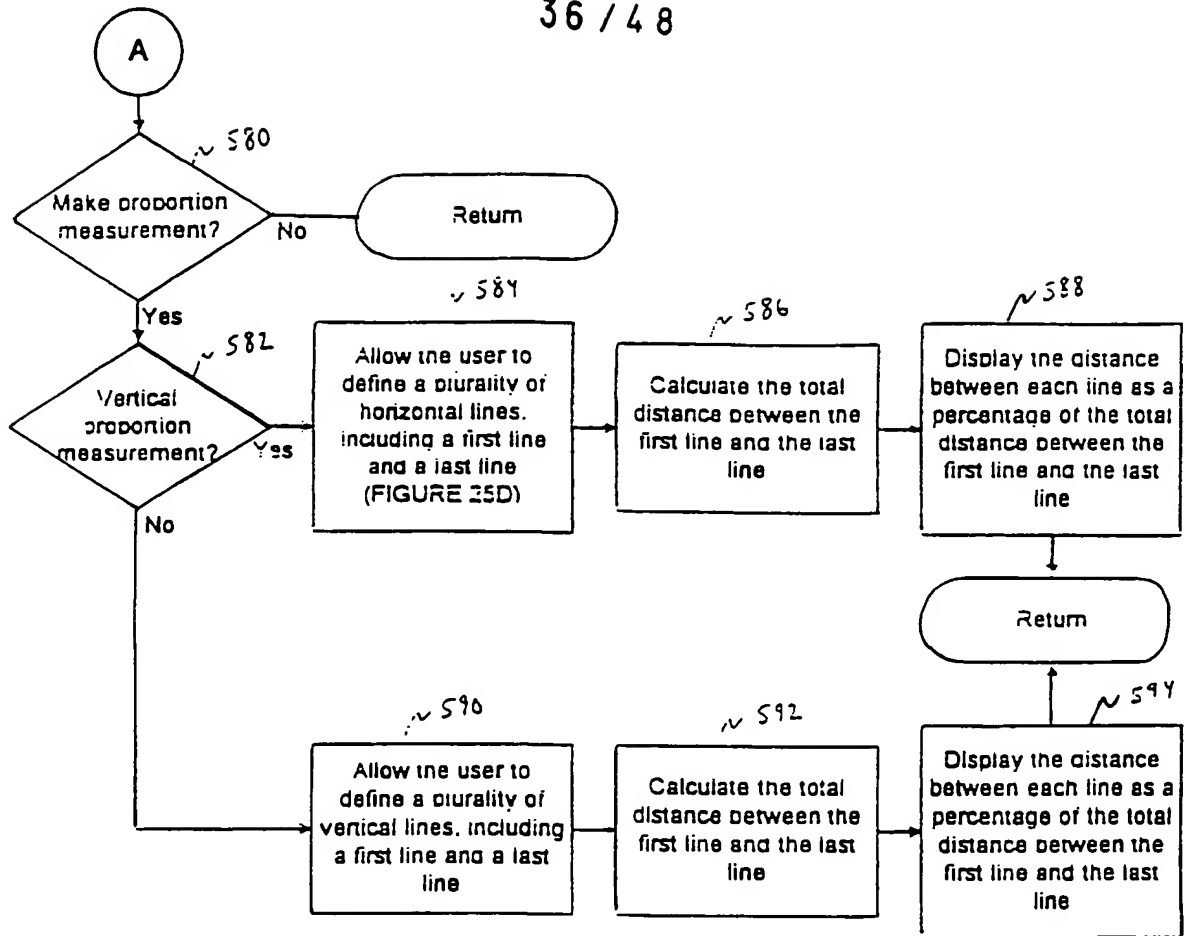 36/48
A
580
Make proportion
measurement?
No
Return
Yes
582
Vertical
proportion
measurement?
Yes
No
584
Allow the user to
define a plurality of
horizontal lines,
including a first line
and a last line
(FIGURE 25D)
586
Calculate the total
distance between the
first line and the last
line
588
Display the distance
between each line as a
percentage of the total
distance between the
first line and the last
line
Return
590
Allow the user to
define a plurality of
vertical lines, including
a first line and a last
line
592
Calculate the total
distance between the
first line and the last
line
594
Display the distance
between each line as a
percentage of the total
distance between the
first line and the last
line